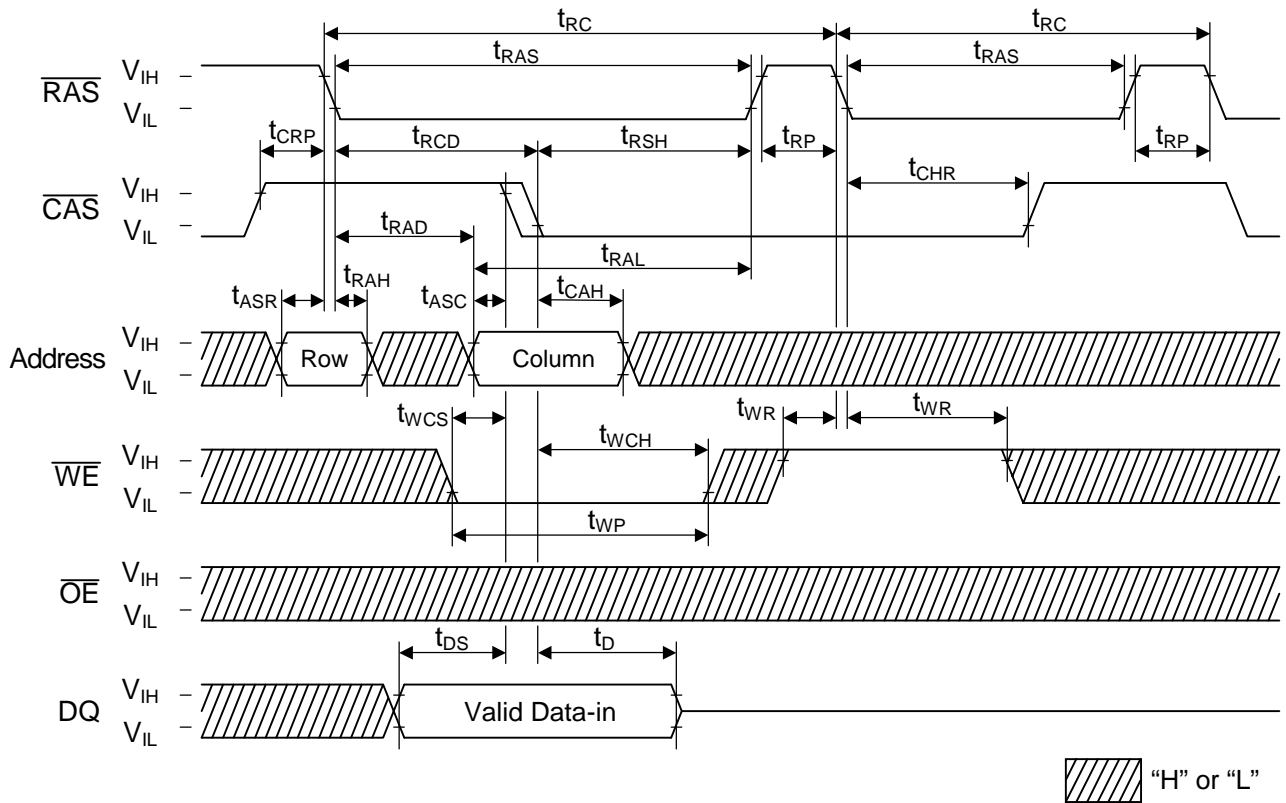 tRC tRC
tRAS tRAS
RAS VIH VIL
tCRP tRCD tRSH tRP tRP
CAS VIH VIL
tCHR
tRAD
tRAL
tASR tRAH tASC tCAH
Address VIH VIL
Row Column
tWCS tWCH tWR tWR
WE VIH VIL
tWP
OE VIH VIL
tDS tD
DQ VIH VIL
Valid Data-in
“H” or “L”